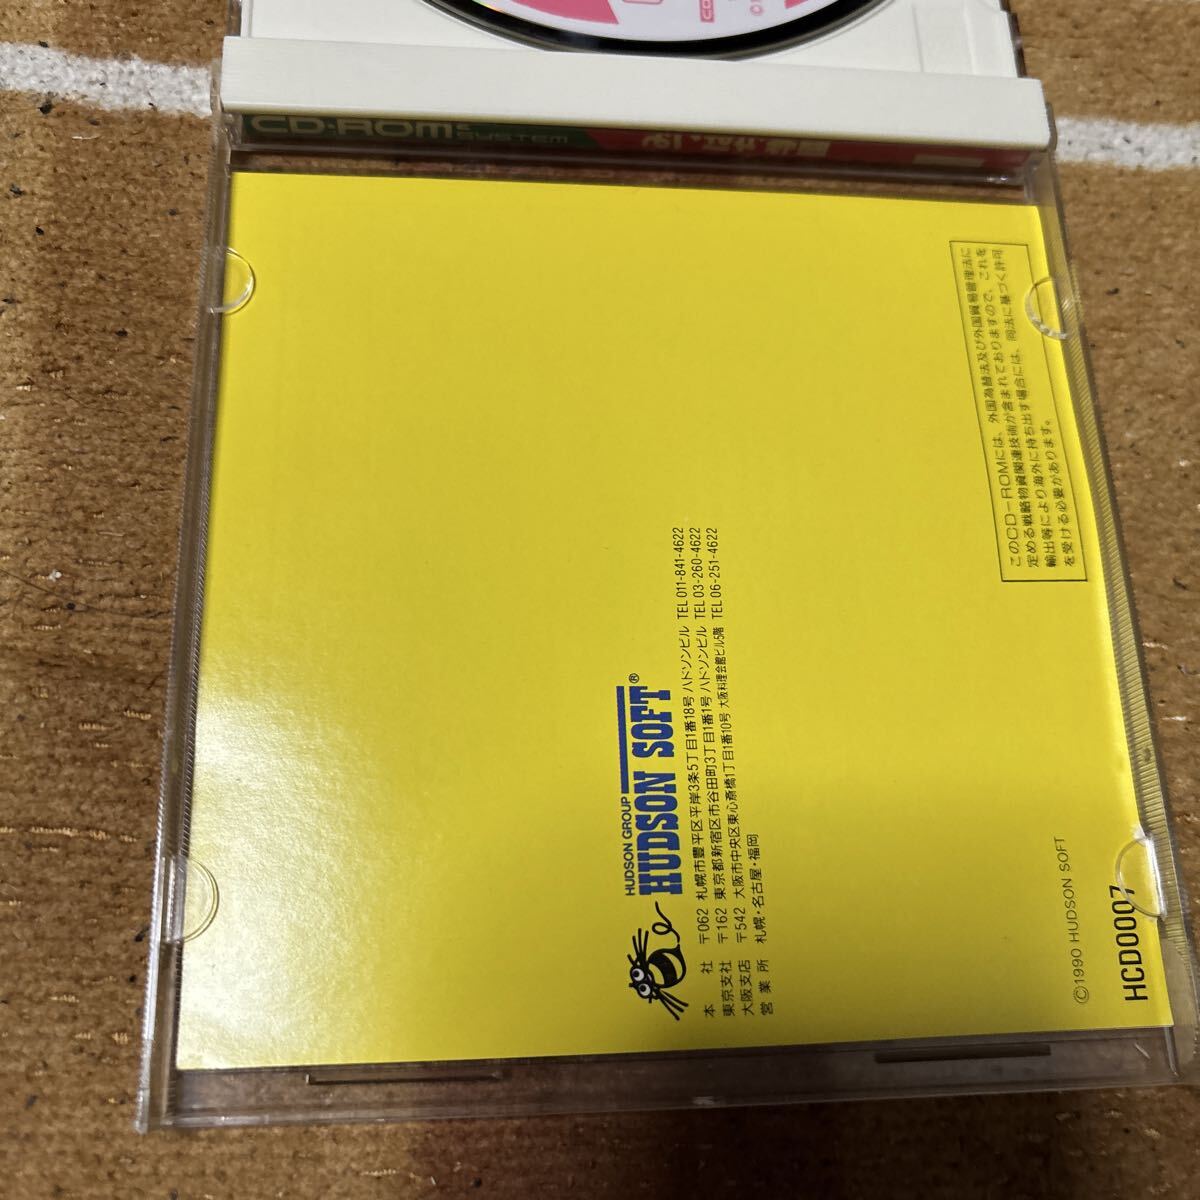 CD-ROM² SYSTEM
このCD-ROMには、外国為替法及び外国貿易管理法に
定める戦略物資関連技術が含まれておりますので、これを
輸出等により海外に持ち出す場合には、同法に基づく許可
を受ける必要があります。
HUDSON GROUP
HUDSON SOFT®
本社 〒062 札幌市豊平区平岸3条5丁目1番18号 ハドソンビル TEL 011-841-4622
東京支社 〒162 東京都新宿区市谷田町3丁目1番1号 ハドソンビル TEL 03-260-4622
大阪支店 〒542 大阪市中央区東心斎橋1丁目1番10号 大阪料理会館ビル5階 TEL 06-251-4622
営業所 札幌・名古屋・福岡
©1990 HUDSON SOFT
HCD0007